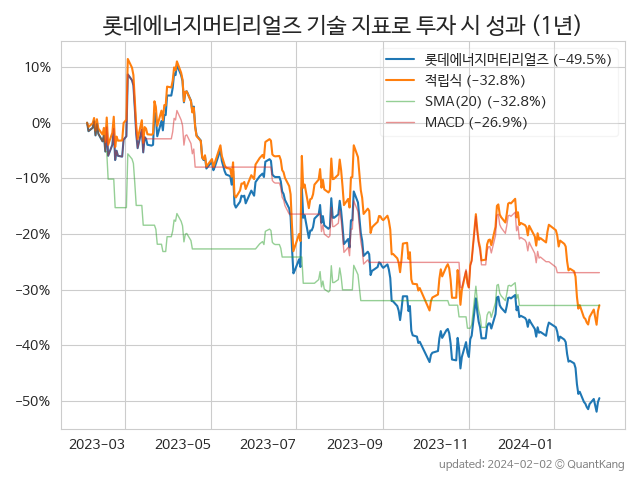 롯데에너지머티리얼즈 기술 지표로 투자 시 성과 (1년)
롯데에너지머티리얼즈 (−49.5%)
적립식 (−32.8%)
SMA(20) (−32.8%)
MACD (−26.9%)
10%
0%
−10%
−20%
−30%
−40%
−50%
2023−03
2023−05
2023−07
2023−09
2023−11
2024−01
updated: 2024-02-02 © QuantKang